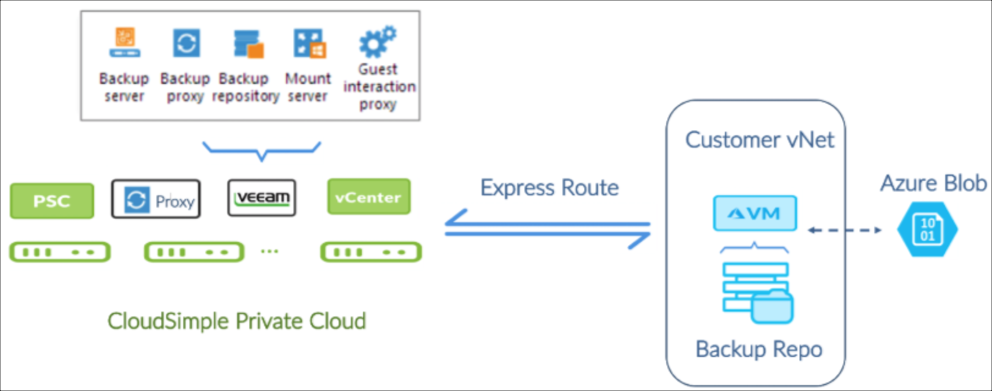 Backup
server
Backup
proxy
Backup
repository
Mount
server
Guest
interaction
proxy
PSC
Proxy
veeam
vCenter
...
CloudSimple Private Cloud
Express Route
Customer vNet
VM
Backup Repo
Azure Blob
10
01